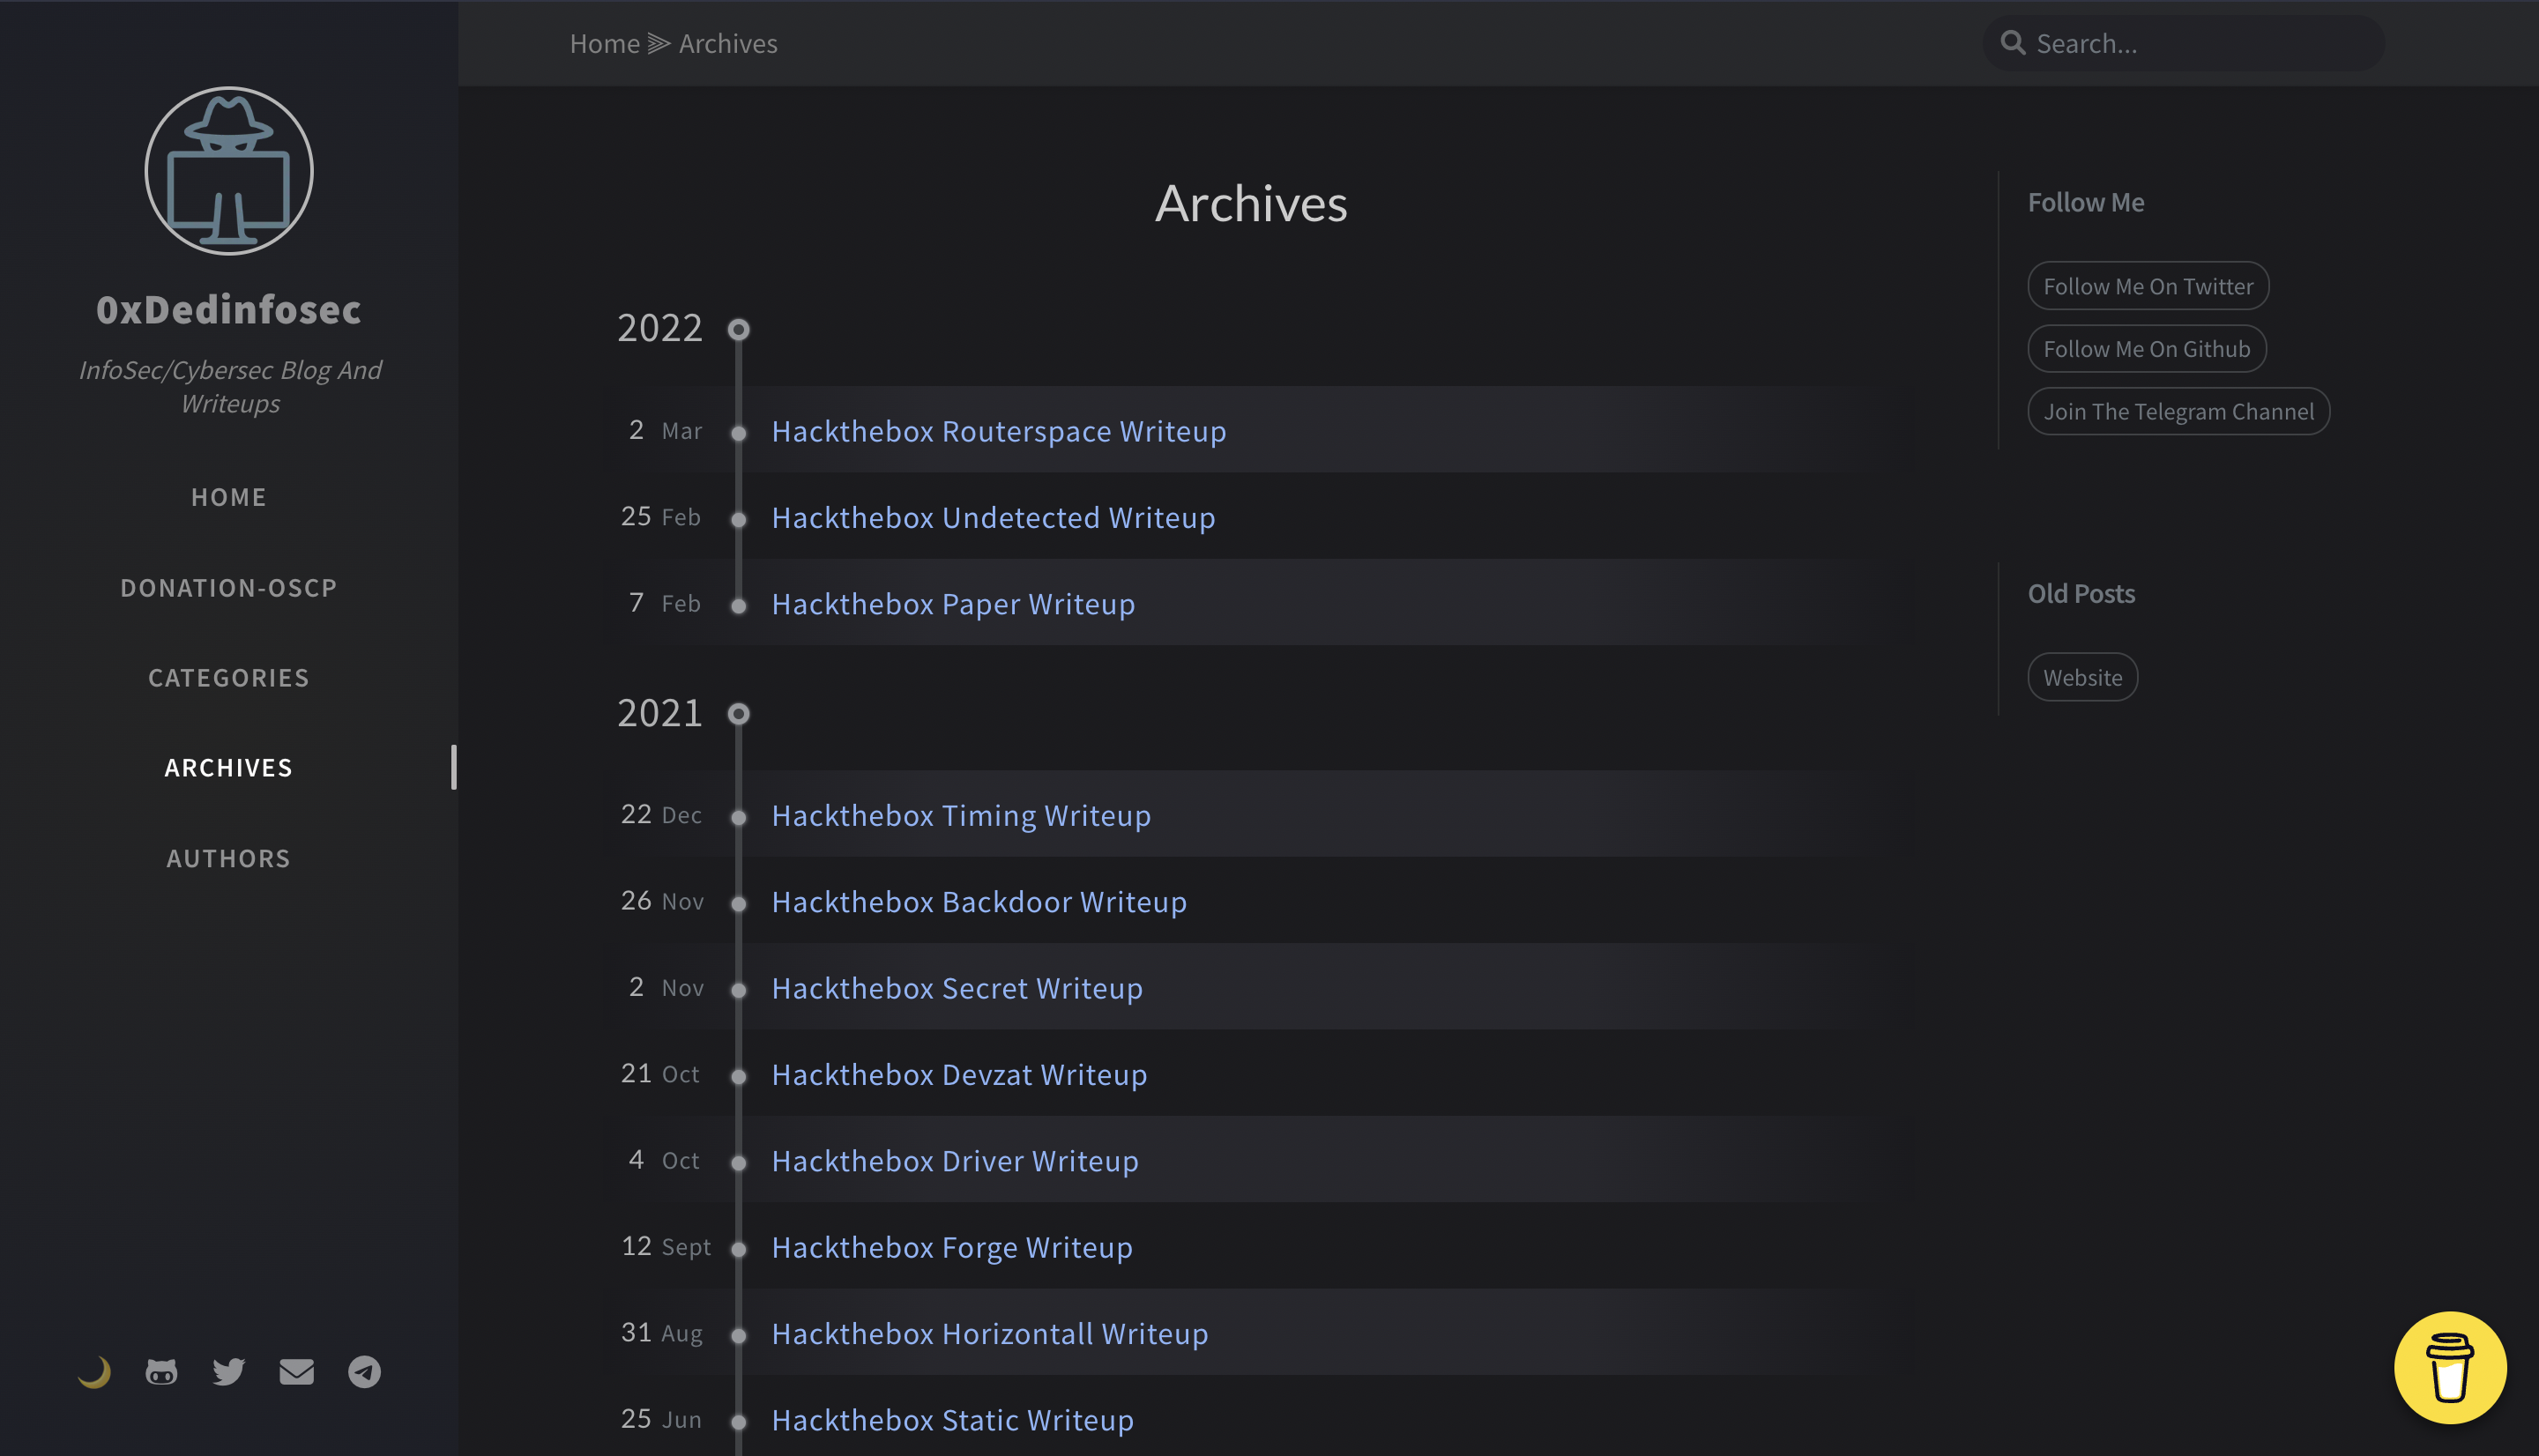 0xDedinfosec
InfoSec/Cybersec Blog And
Writeups
HOME
DONATION-OSCP
CATEGORIES
ARCHIVES
AUTHORS
Home Archives
Search...
Archives
2022
2 Mar Hackthebox Routerspace Writeup
25 Feb Hackthebox Undetected Writeup
7 Feb Hackthebox Paper Writeup
2021
22 Dec Hackthebox Timing Writeup
26 Nov Hackthebox Backdoor Writeup
2 Nov Hackthebox Secret Writeup
21 Oct Hackthebox Devzat Writeup
4 Oct Hackthebox Driver Writeup
12 Sept Hackthebox Forge Writeup
31 Aug Hackthebox Horizontall Writeup
25 Jun Hackthebox Static Writeup
Follow Me
Follow Me On Twitter
Follow Me On Github
Join The Telegram Channel
Old Posts
Website